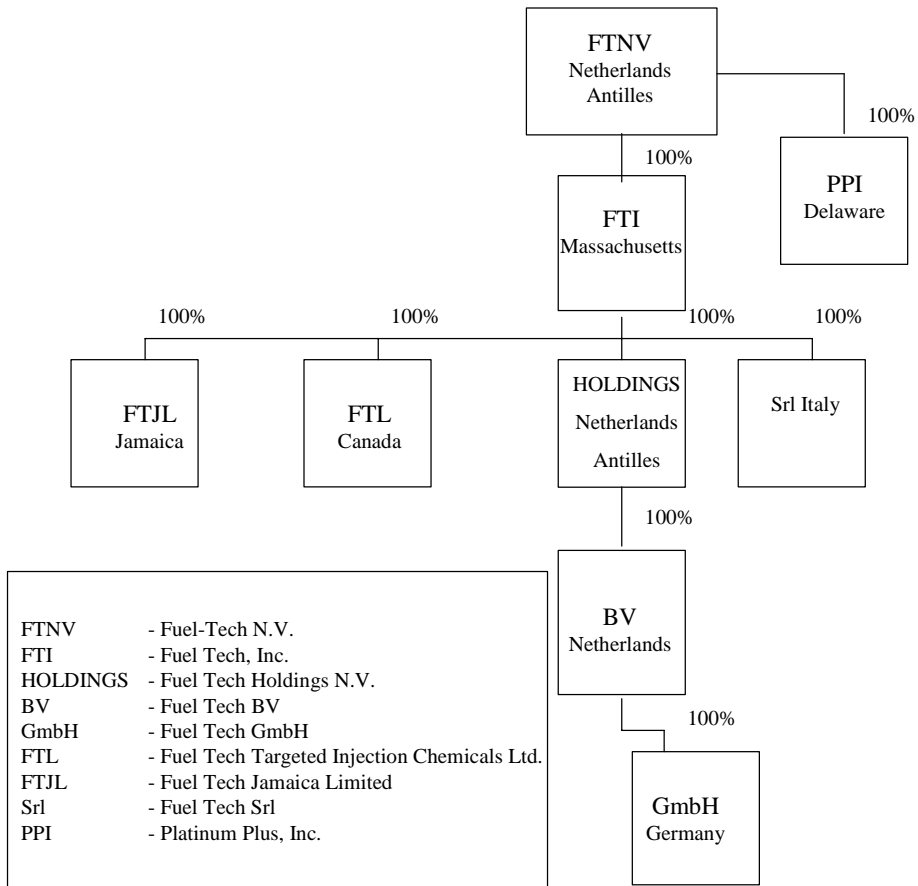 FTNV
Netherlands
Antilles
100%
100%
PPI
Delaware
FTI
Massachusetts
100%
100%
100%
100%
FTJL
Jamaica
FTL
Canada
HOLDINGS
Netherlands
Antilles
Srl Italy
100%
BV
Netherlands
100%
GmbH
Germany
FTNV - Fuel-Tech N.V.
FTI - Fuel Tech, Inc.
HOLDINGS - Fuel Tech Holdings N.V.
BV - Fuel Tech BV
GmbH - Fuel Tech GmbH
FTL - Fuel Tech Targeted Injection Chemicals Ltd.
FTJL - Fuel Tech Jamaica Limited
Srl - Fuel Tech Srl
PPI - Platinum Plus, Inc.